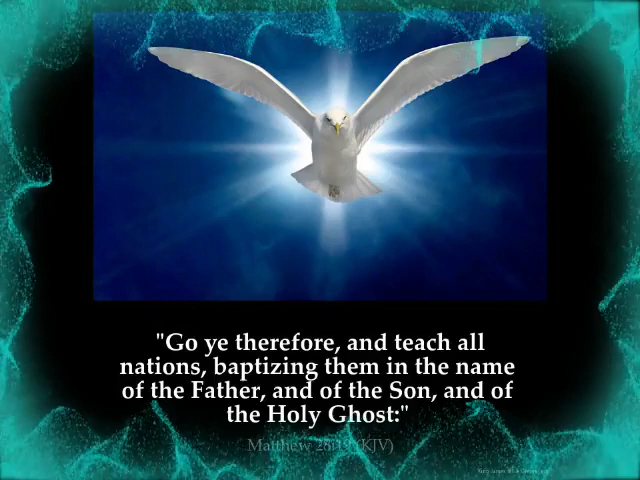 "Go ye therefore, and teach all
nations, baptizing them in the name
of the Father, and of the Son, and of
the Holy Ghost:"
Matthew 28:19 (KJV)